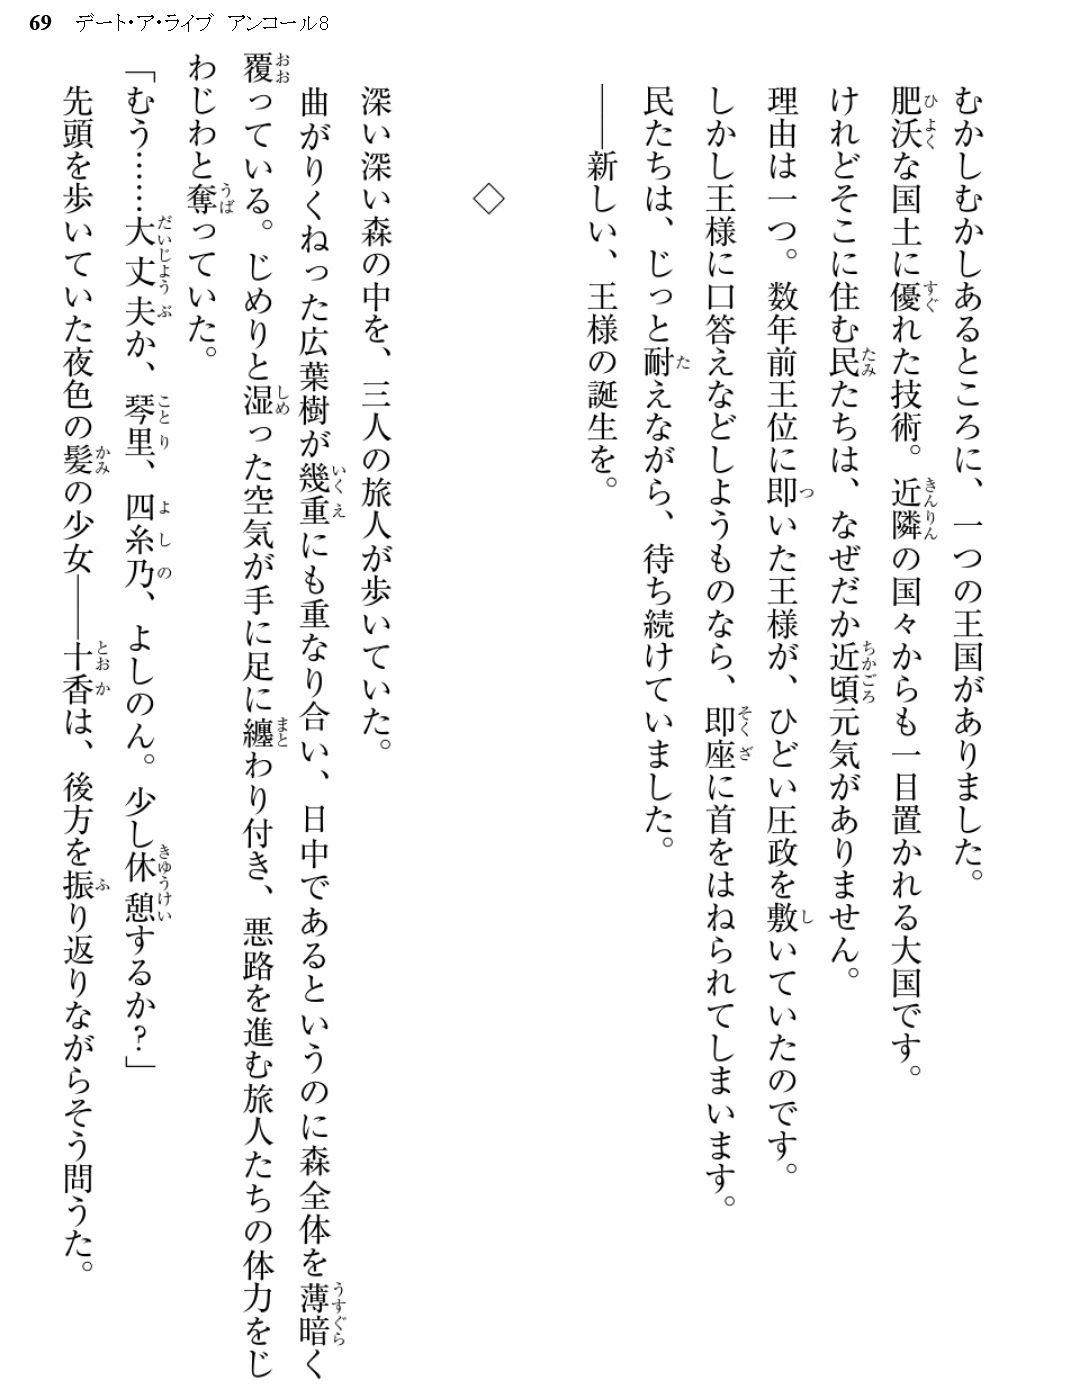 69 デート・ア・ライブ アンコール8
むかしむかしあるところに、一つの王国がありました。
肥沃な国土に優れた技術。近隣の国々からも一目置かれる大国です。
けれどそこに住む民たちは、なぜだか近頃元気がありません。
理由は一つ。数年前王位に即いた王様が、ひどい圧政を敷いていたのです。
しかし王様に口答えなどしようものなら、即座に首をはねられてしまいます。
民たちは、じっと耐えながら、待ち続けていました。
――新しい、王様の誕生を。
◇
深い深い森の中を、三人の旅人が歩いていた。
曲がりくねった広葉樹が幾重にも重なり合い、日中であるというのに森全体を薄暗く
覆っている。じめりと湿った空気が手に足に纏わり付き、悪路を進む旅人たちの体力をじ
わじわと奪っていた。
「むう……大丈夫か、琴里、四糸乃、よしのん。少し休憩するか？」
先頭を歩いていた夜色の髪の少女――十香は、後方を振り返りながらそう問うた。